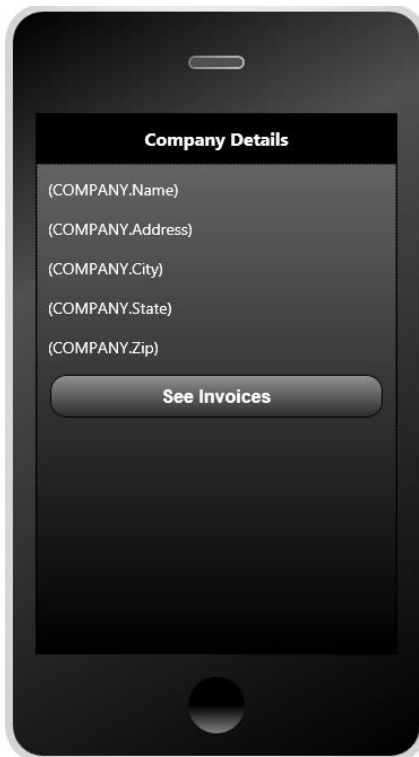 Company Details
(COMPANY.Name)
(COMPANY.Address)
(COMPANY.City)
(COMPANY.State)
(COMPANY.Zip)
See Invoices